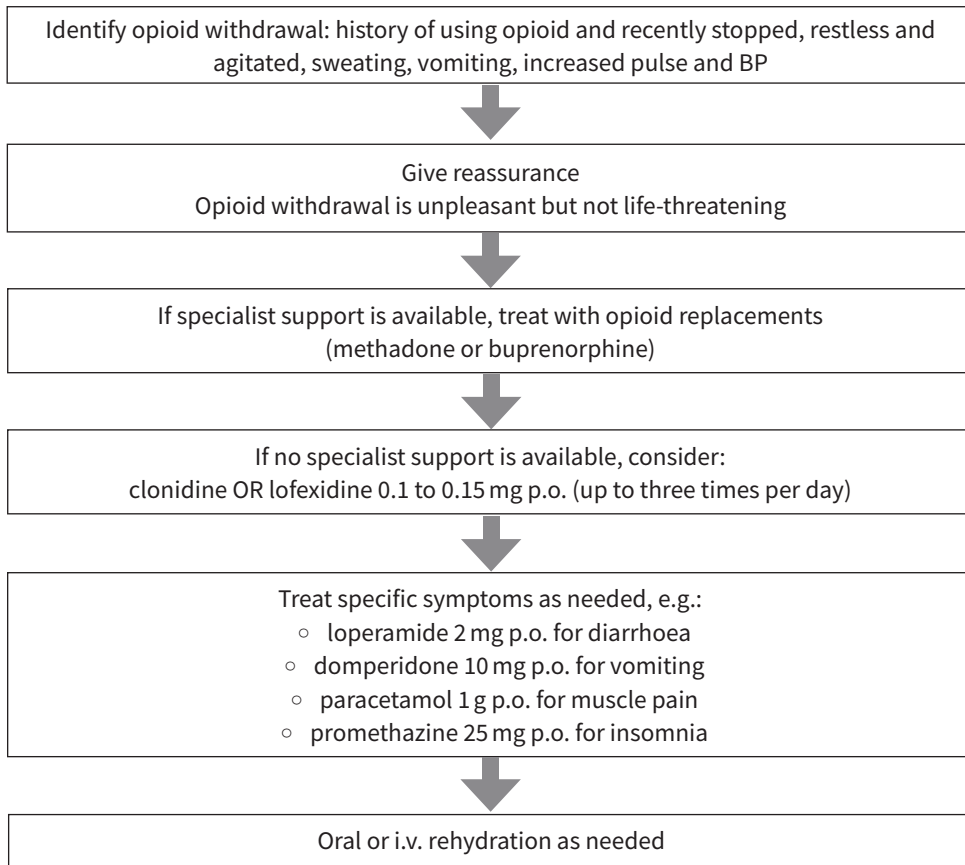 Identify opioid withdrawal: history of using opioid and recently stopped, restless and
agitated, sweating, vomiting, increased pulse and BP
Give reassurance
Opioid withdrawal is unpleasant but not life-threatening
If specialist support is available, treat with opioid replacements
(methadone or buprenorphine)
If no specialist support is available, consider:
clonidine OR lofexidine 0.1 to 0.15 mg p.o. (up to three times per day)
Treat specific symptoms as needed, e.g.:
○ loperamide 2 mg p.o. for diarrhoea
○ domperidone 10 mg p.o. for vomiting
○ paracetamol 1 g p.o. for muscle pain
○ promethazine 25 mg p.o. for insomnia
Oral or i.v. rehydration as needed